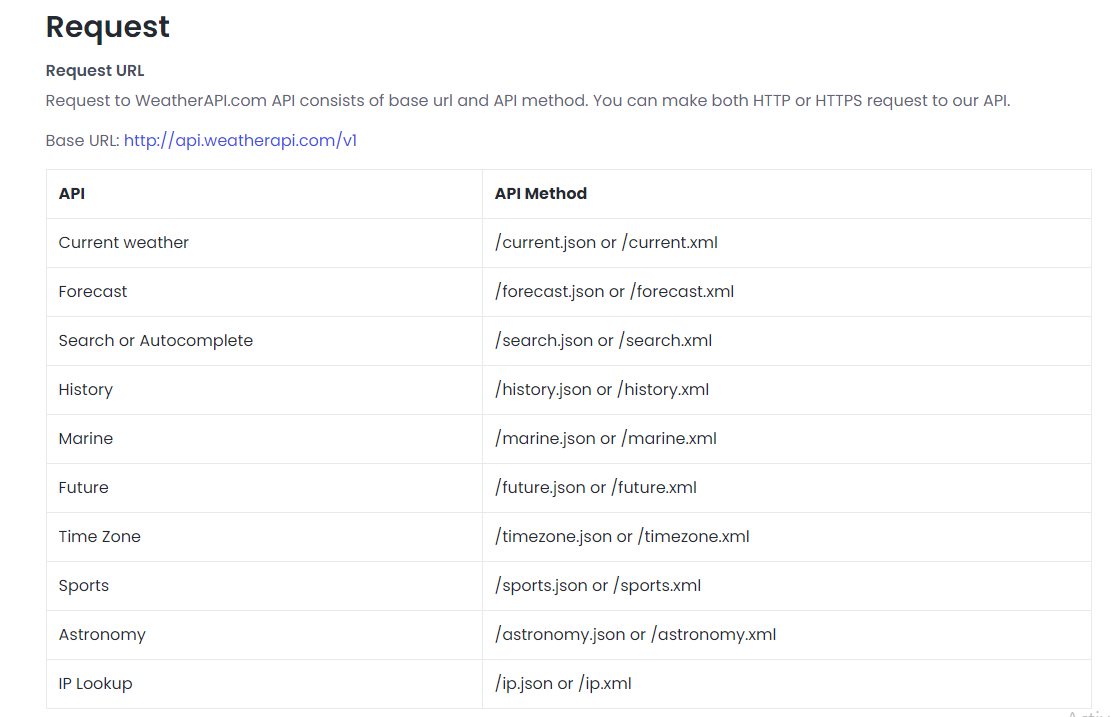 Request
Request URL
Request to WeatherAPI.com API consists of base url and API method. You can make both HTTP or HTTPS request to our API.
Base URL: http://api.weatherapi.com/v1
API API Method
Current weather /current.json or /current.xml
Forecast /forecast.json or /forecast.xml
Search or Autocomplete /search.json or /search.xml
History /history.json or /history.xml
Marine /marine.json or /marine.xml
Future /future.json or /future.xml
Time Zone /timezone.json or /timezone.xml
Sports /sports.json or /sports.xml
Astronomy /astronomy.json or /astronomy.xml
IP Lookup /ip.json or /ip.xml